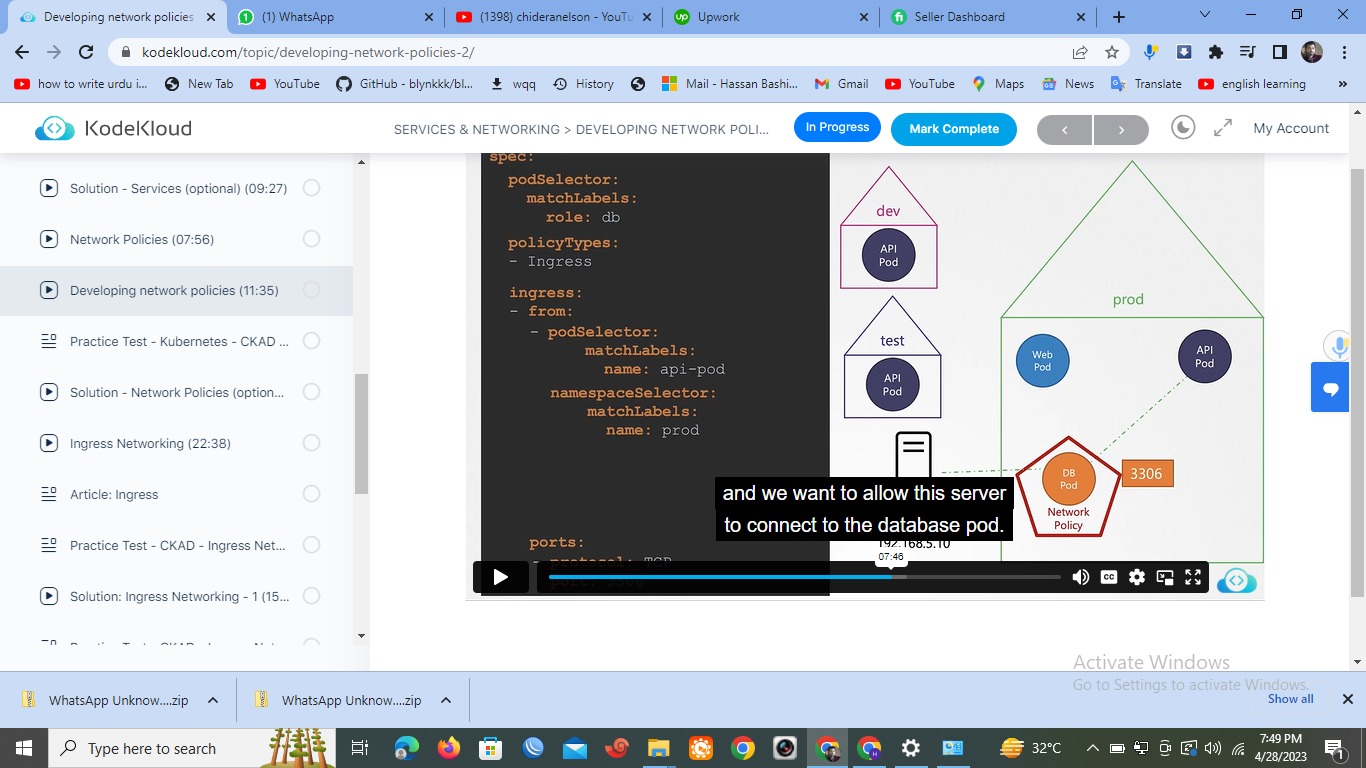 Developing network policies
(1) WhatsApp
(1398) chideranelson - YouTu
Upwork
Seller Dashboard
kodekloud.com/topic/developing-network-policies-2/
how to write urdu i...
New Tab
YouTube
GitHub - blynkkk/bl...
wqq
History
Mail - Hassan Bashi...
Gmail
YouTube
Maps
News
Translate
english learning
»
KodeKloud
SERVICES & NETWORKING > DEVELOPING NETWORK POLI...
In Progress
Mark Complete
My Account
Solution - Services (optional) (09:27)
Network Policies (07:56)
Developing network policies (11:35)
Practice Test - Kubernetes - CKAD ...
Solution - Network Policies (option...
Ingress Networking (22:38)
Article: Ingress
Practice Test - CKAD - Ingress Net...
Solution: Ingress Networking - 1 (15...
spec:
podSelector:
matchLabels:
role: db
policyTypes:
- Ingress
ingress:
- from:
- podSelector:
matchLabels:
name: api-pod
namespaceSelector:
matchLabels:
name: prod
ports:
- protocol: TCP
dev
API
Pod
test
API
Pod
prod
Web
Pod
API
Pod
DB
Pod
Network
Policy
3306
and we want to allow this server
to connect to the database pod.
192.168.5.10
07:46
CC
Activate Windows
Go to Settings to activate Windows.
WhatsApp Unknow....zip
WhatsApp Unknow....zip
Show all
Type here to search
32°C
7:49 PM
4/28/2023